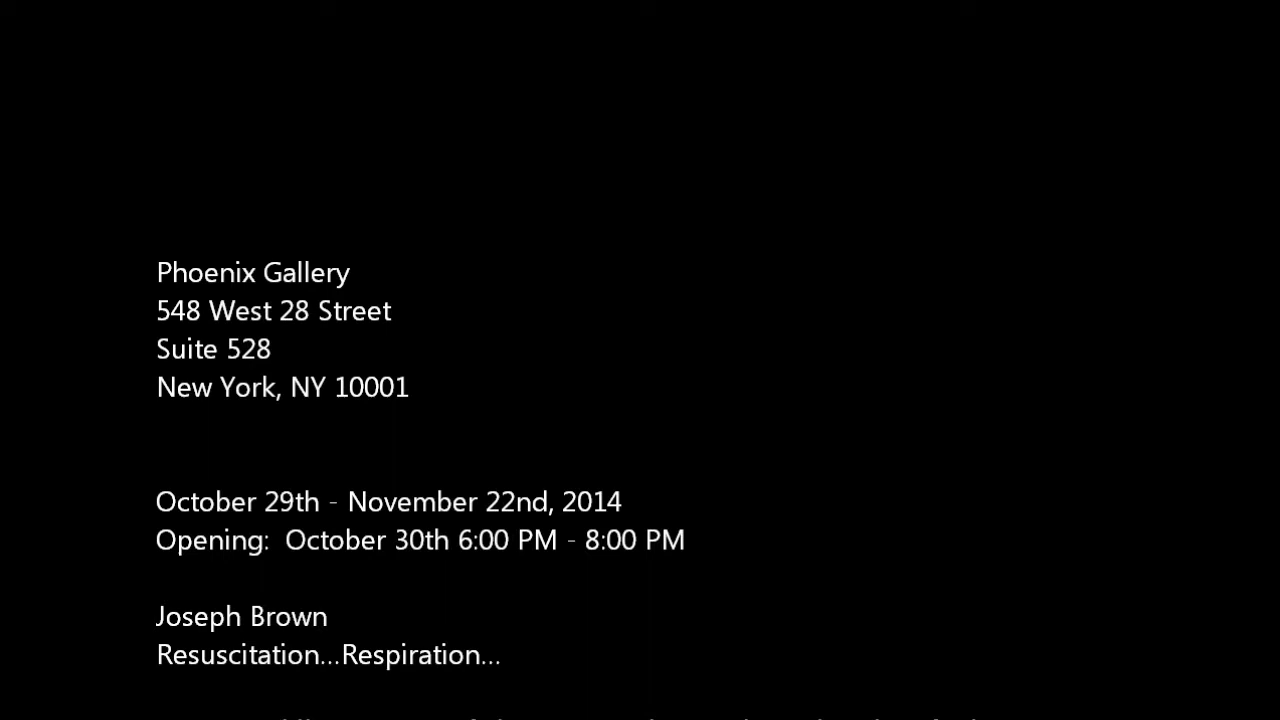 Phoenix Gallery
548 West 28 Street
Suite 528
New York, NY 10001
October 29th - November 22nd, 2014
Opening:  October 30th 6:00 PM - 8:00 PM
Joseph Brown
Resuscitation...Respiration...